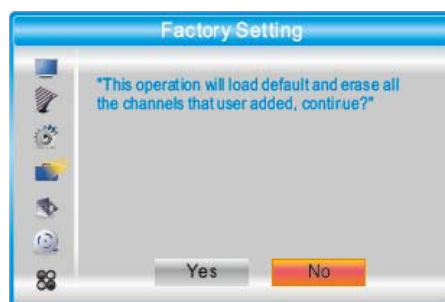 Factory Setting
"This operation will load default and erase all
the channels that user added, continue?"
Yes No